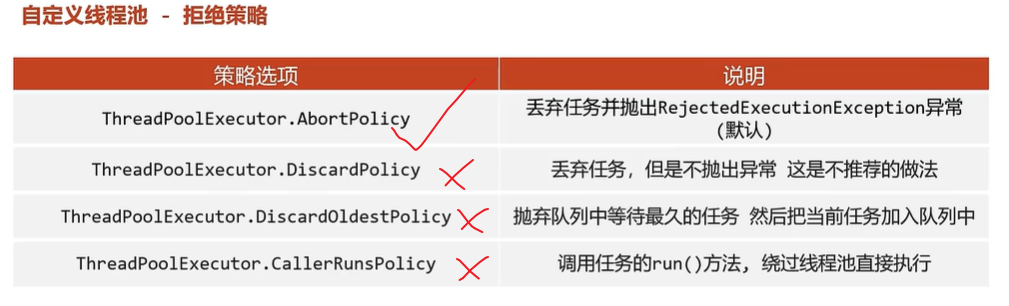 自定义线程池 - 拒绝策略
策略选项 说明
ThreadPoolExecutor.AbortPolicy 丢弃任务并抛出RejectedExecutionException异常
(默认)
ThreadPoolExecutor.DiscardPolicy 丢弃任务，但是不抛出异常 这是不推荐的做法
ThreadPoolExecutor.DiscardOldestPolicy 抛弃队列中等待最久的任务 然后把当前任务加入队列中
ThreadPoolExecutor.CallerRunsPolicy 调用任务的run()方法，绕过线程池直接执行